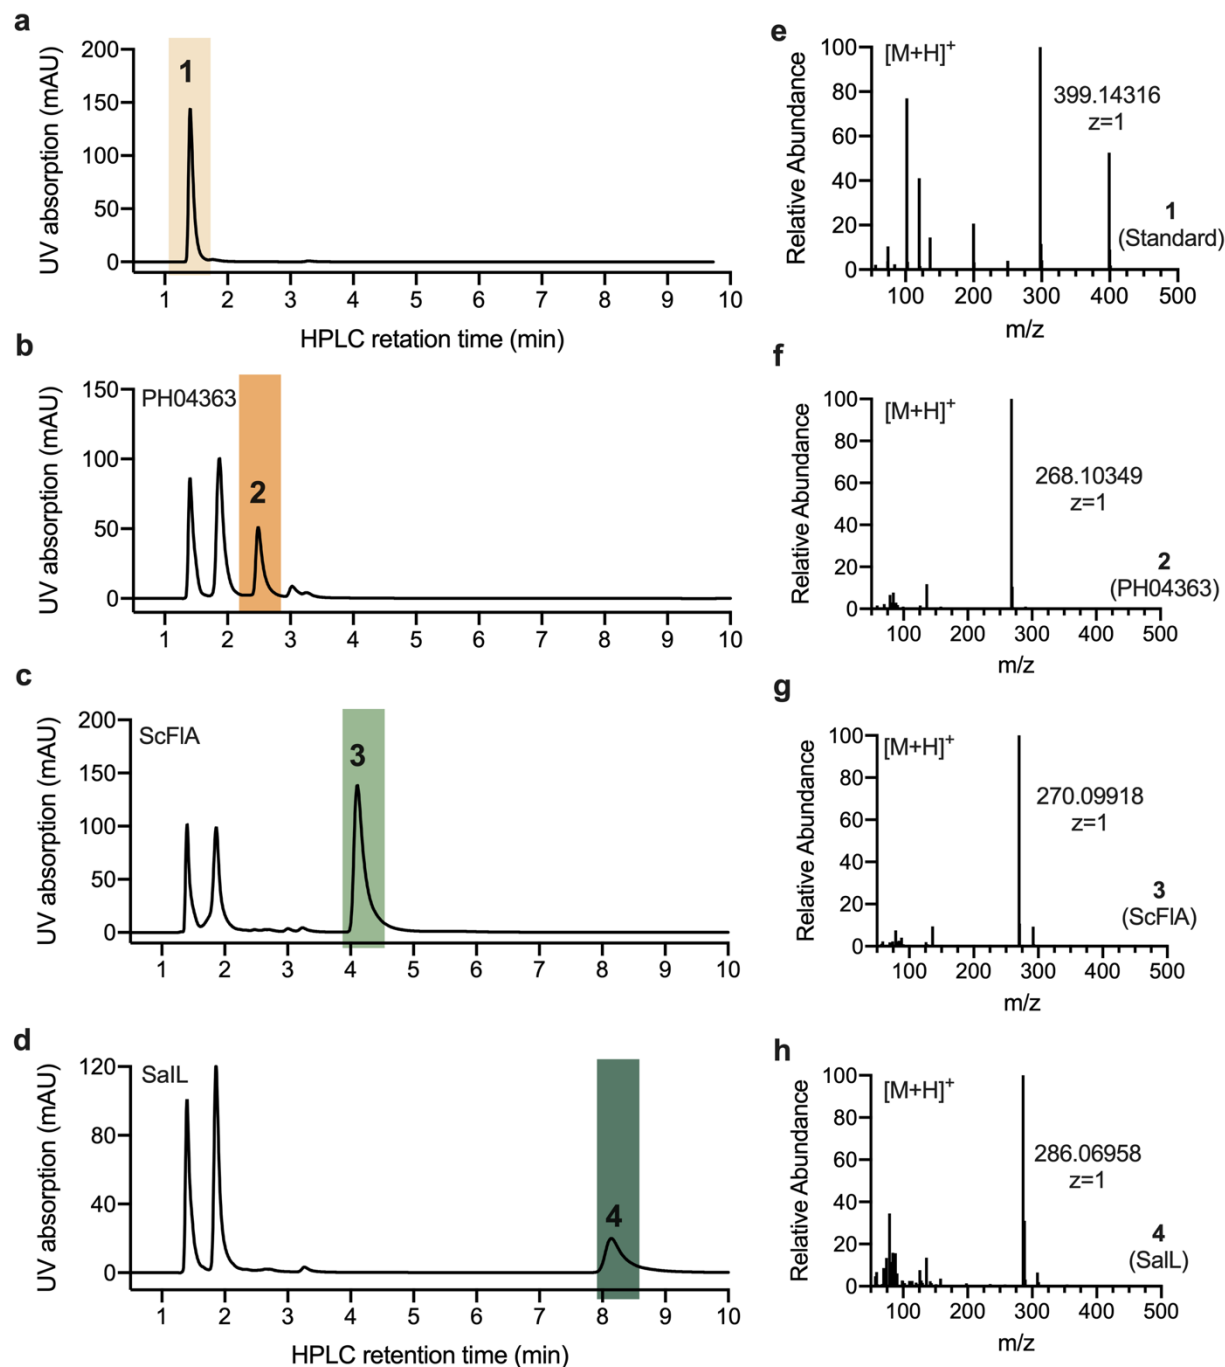 a
UV absorption (mAU)
200
150
100
50
0
1
1 2 3 4 5 6 7 8 9 10
HPLC retation time (min)
e
Relative Abundance
100
80
60
40
20
0
[M+H]+
399.14316
z=1
1
(Standard)
100 200 300 400 500
m/z
b
UV absorption (mAU)
150
100
50
0
PH04363
2
1 2 3 4 5 6 7 8 9 10
f
Relative Abundance
100
80
60
40
20
0
[M+H]+
268.10349
z=1
2
(PH04363)
100 200 300 400 500
m/z
c
UV absorption (mAU)
200
150
100
50
0
ScFlA
3
1 2 3 4 5 6 7 8 9 10
g
Relative Abundance
100
80
60
40
20
0
[M+H]+
270.09918
z=1
3
(ScFlA)
100 200 300 400 500
m/z
d
UV absorption (mAU)
120
80
40
0
SalL
4
1 2 3 4 5 6 7 8 9 10
HPLC retention time (min)
h
Relative Abundance
100
80
60
40
20
0
[M+H]+
286.06958
z=1
4
(SalL)
100 200 300 400 500
m/z